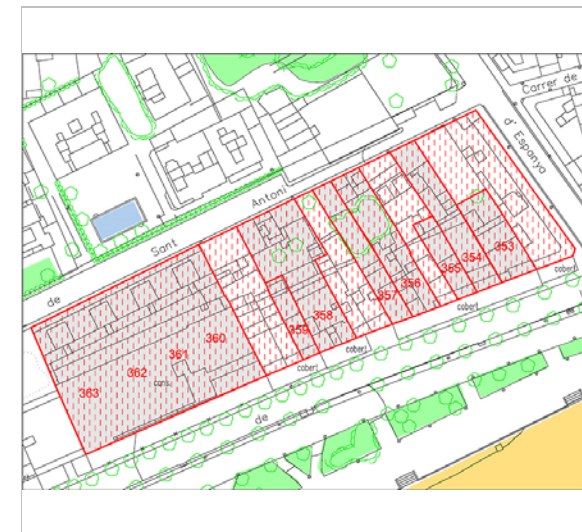 Carrer de
d' Espanya
Antoni
Sant
de
353
354
355
356
357
358
359
360
361
362
363
cobert
cobert
cobert
cobert
de